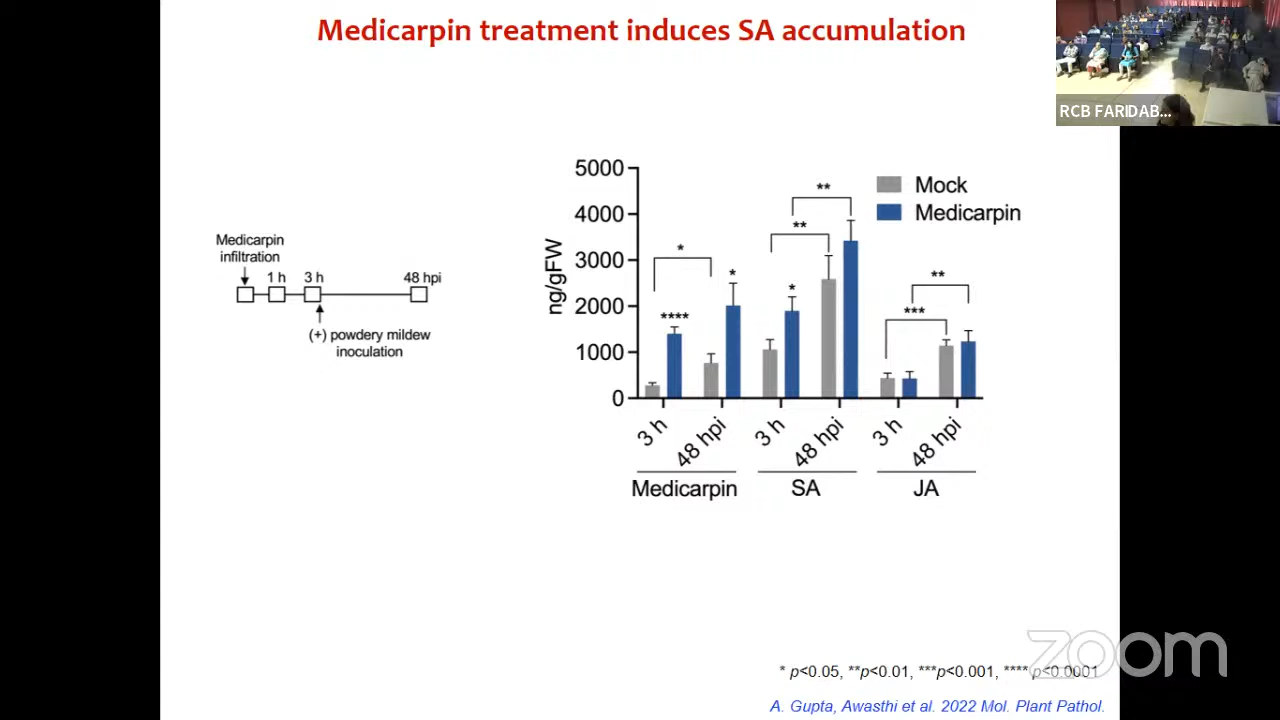 Medicarpin treatment induces SA accumulation
RCB FARIDAB...
Medicarpin
infiltration
1 h
3 h
48 hpi
(+) powdery mildew
inoculation
ng/gFW
5000
4000
3000
2000
1000
0
Mock
Medicarpin
*
****
*
**
*
**
***
**
3 h
48 hpi
3 h
48 hpi
3 h
48 hpi
Medicarpin
SA
JA
zoom
* p<0.05, **p<0.01, ***p<0.001, **** p<0.0001
A. Gupta, Awasthi et al. 2022 Mol. Plant Pathol.